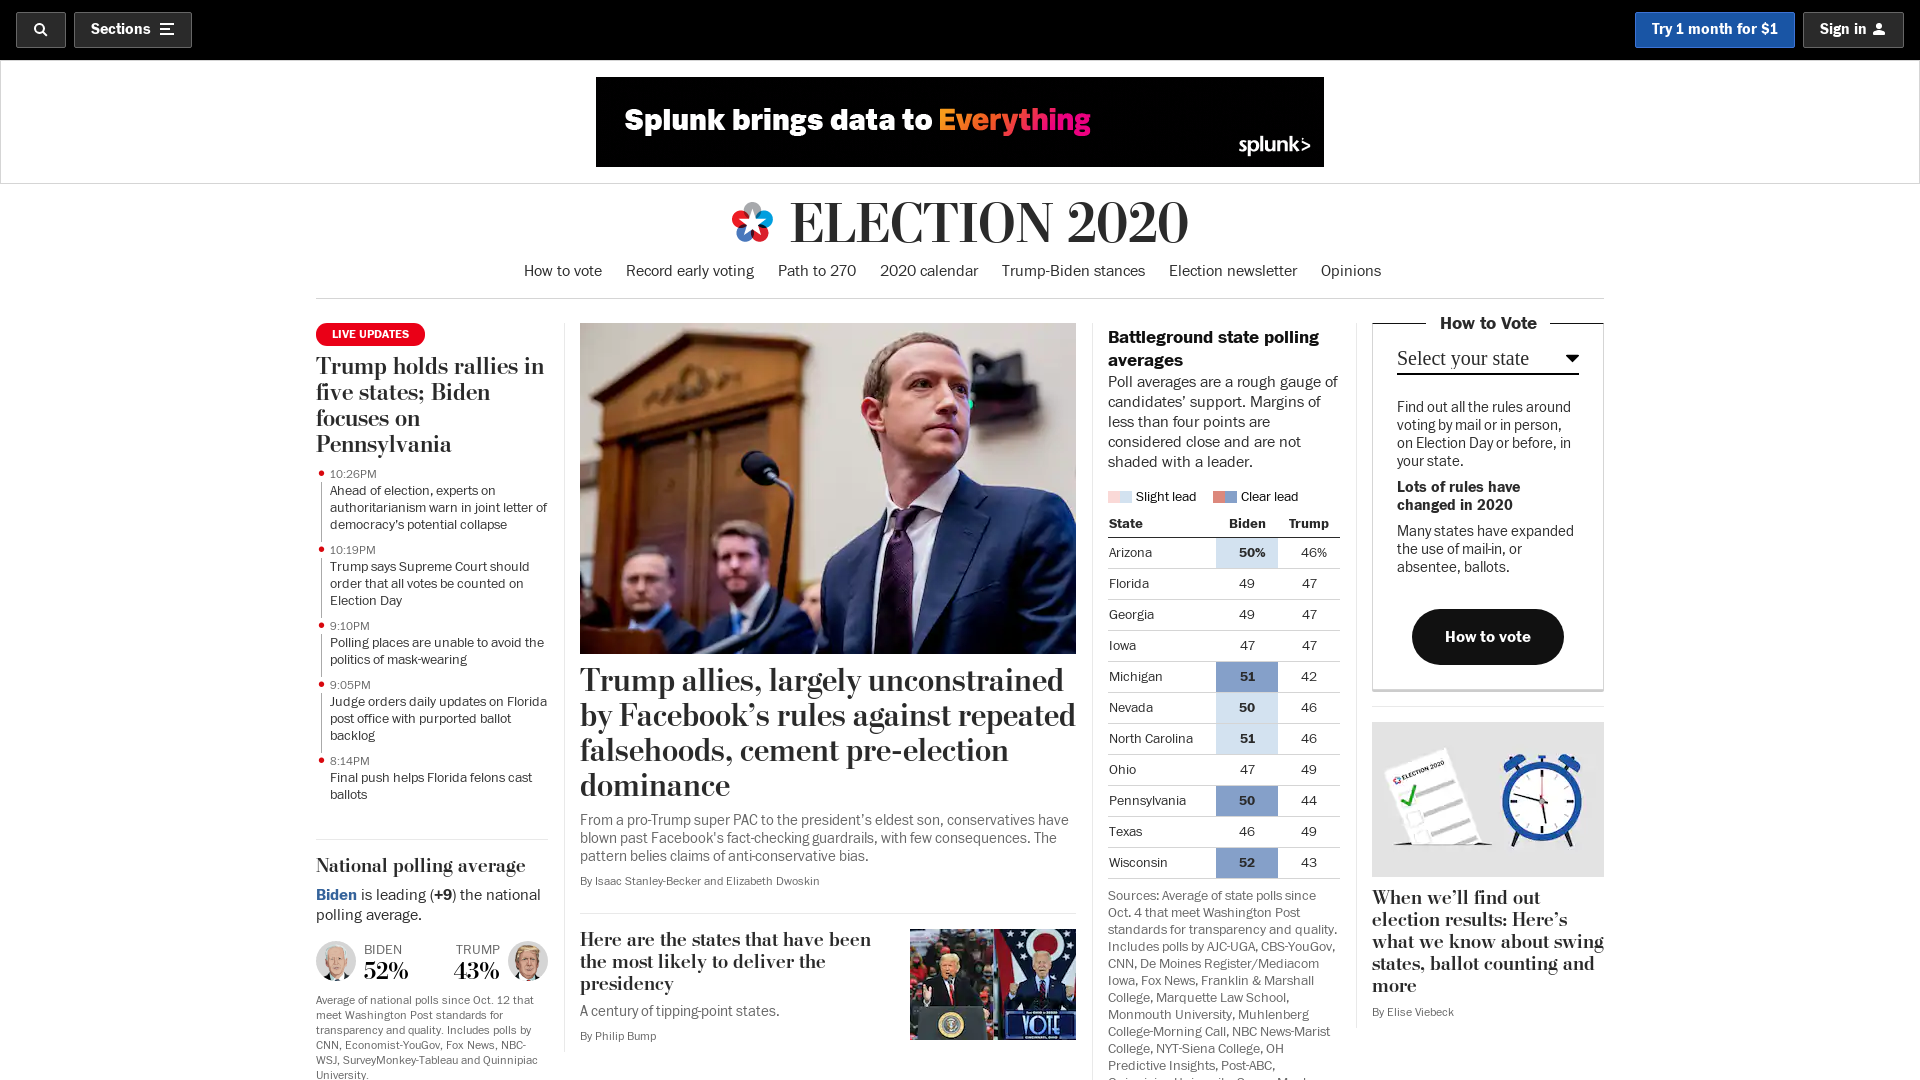 Sections
Try 1 month for $1
Sign in
Splunk brings data to Everything
splunk>
ELECTION 2020
How to vote
Record early voting
Path to 270
2020 calendar
Trump-Biden stances
Election newsletter
Opinions
LIVE UPDATES
Trump holds rallies in
five states; Biden
focuses on
Pennsylvania
10:26PM
Ahead of election, experts on
authoritarianism warn in joint letter of
democracy's potential collapse
10:19PM
Trump says Supreme Court should
order that all votes be counted on
Election Day
9:10PM
Polling places are unable to avoid the
politics of mask-wearing
9:05PM
Judge orders daily updates on Florida
post office with purported ballot
backlog
8:14PM
Final push helps Florida felons cast
ballots
National polling average
Biden is leading (+9) the national
polling average.
BIDEN
52%
TRUMP
43%
Average of national polls since Oct. 12 that
meet Washington Post standards for
transparency and quality. Includes polls by
CNN, Economist-YouGov, Fox News, NBC-
WSJ, SurveyMonkey-Tableau and Quinnipiac
University.
Trump allies, largely unconstrained
by Facebook’s rules against repeated
falsehoods, cement pre-election
dominance
From a pro-Trump super PAC to the president’s eldest son, conservatives have
blown past Facebook's fact-checking guardrails, with few consequences. The
pattern belies claims of anti-conservative bias.
By Isaac Stanley-Becker and Elizabeth Dwoskin
Here are the states that have been
the most likely to deliver the
presidency
A century of tipping-point states.
By Philip Bump
VOTE
Battleground state polling
averages
Poll averages are a rough gauge of
candidates’ support. Margins of
less than four points are
considered close and are not
shaded with a leader.
Slight lead
Clear lead
State Biden Trump
Arizona 50% 46%
Florida 49 47
Georgia 49 47
Iowa 47 47
Michigan 51 42
Nevada 50 46
North Carolina 51 46
Ohio 47 49
Pennsylvania 50 44
Texas 46 49
Wisconsin 52 43
Sources: Average of state polls since
Oct. 4 that meet Washington Post
standards for transparency and quality.
Includes polls by AJC-UGA, CBS-YouGov,
CNN, De Moines Register/Mediacom
Iowa, Fox News, Franklin & Marshall
College, Marquette Law School,
Monmouth University, Muhlenberg
College-Morning Call, NBC News-Marist
College, NYT-Siena College, OH
Predictive Insights, Post-ABC,
How to Vote
Select your state
Find out all the rules around
voting by mail or in person,
on Election Day or before, in
your state.
Lots of rules have
changed in 2020
Many states have expanded
the use of mail-in, or
absentee, ballots.
How to vote
ELECTION 2020
When we’ll find out
election results: Here’s
what we know about swing
states, ballot counting and
more
By Elise Viebeck